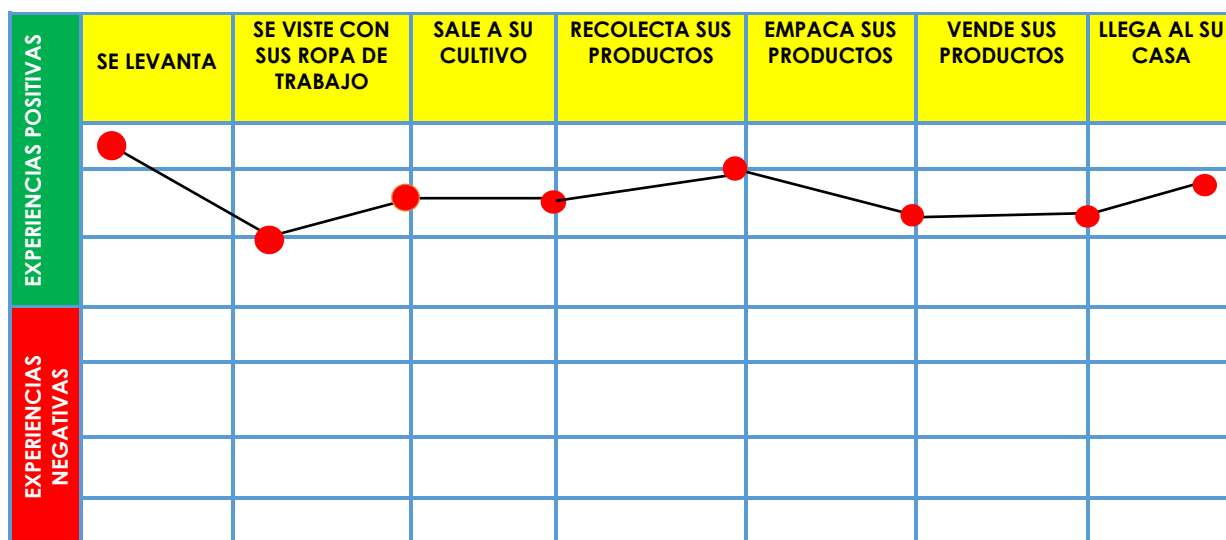 EXPERIENCIAS POSITIVAS
SE LEVANTA
SE VISTE CON
SUS ROPA DE
TRABAJO
SALE A SU
CULTIVO
RECOLECTA SUS
PRODUCTOS
EMPACA SUS
PRODUCTOS
VENDE SUS
PRODUCTOS
LLEGA AL SU
CASA
EXPERIENCIAS
NEGATIVAS